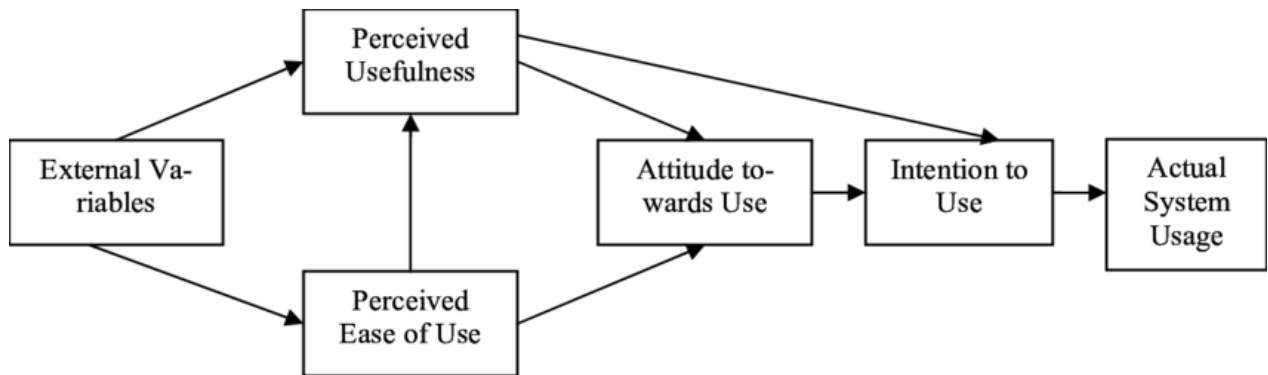 Perceived
Usefulness
External Va-
riables
Attitude to-
wards Use
Intention to
Use
Actual
System
Usage
Perceived
Ease of Use